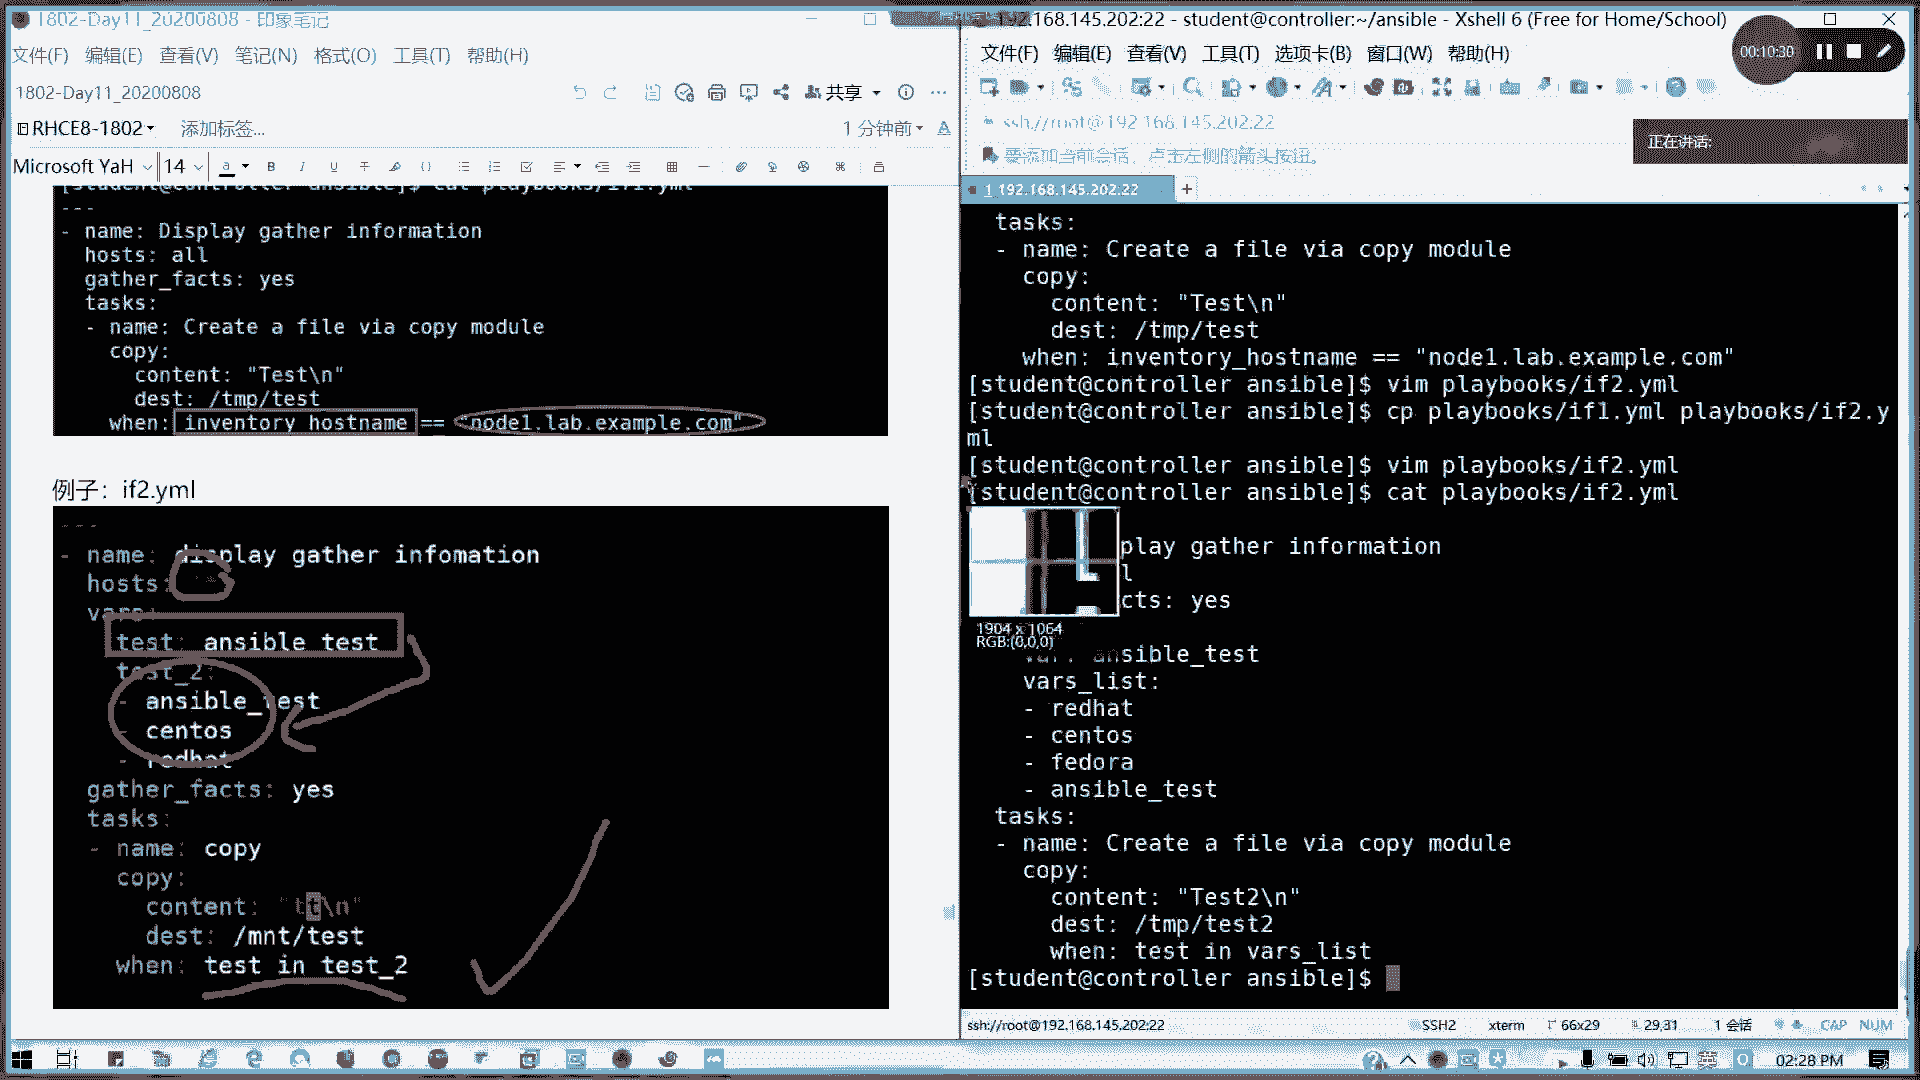 1802-Day11_20200808 - 印象笔记
文件(F) 编辑(E) 查看(V) 笔记(N) 格式(O) 工具(T) 帮助(H)
1802-Day11_20200808
共享
RHCE8-1802
添加标签...
1 分钟前
Microsoft YaH 14
[student@controller ansible]$ cat playbooks/if1.yml
---
- name: Display gather information
hosts: all
gather_facts: yes
tasks:
- name: Create a file via copy module
copy:
content: "Test\n"
dest: /tmp/test
when: inventory_hostname == "node1.lab.example.com"
例子：if2.yml
---
- name: display gather infomation
hosts:
vars:
test: ansible_test
test_2:
- ansible_test
- centos
- redhat
gather_facts: yes
tasks:
- name: copy
copy:
content: "tt\n"
dest: /mnt/test
when: test in test_2
192.168.145.202:22 - student@controller:~/ansible - Xshell 6 (Free for Home/School)
文件(F) 编辑(E) 查看(V) 工具(T) 选项卡(B) 窗口(W) 帮助(H)
00:10:30
ssh://root@192.168.145.202:22
要添加当前会话，点击左侧的箭头按钮。
正在讲话:
1 192.168.145.202:22
tasks:
- name: Create a file via copy module
copy:
content: "Test\n"
dest: /tmp/test
when: inventory_hostname == "node1.lab.example.com"
[student@controller ansible]$ vim playbooks/if2.yml
[student@controller ansible]$ cp playbooks/if1.yml playbooks/if2.y
ml
[student@controller ansible]$ vim playbooks/if2.yml
[student@controller ansible]$ cat playbooks/if2.yml
play gather information
l
cts: yes
1904 x 1064
RGB:(0,0,0)
ansible_test
vars_list:
- redhat
- centos
- fedora
- ansible_test
tasks:
- name: Create a file via copy module
copy:
content: "Test2\n"
dest: /tmp/test2
when: test in vars_list
[student@controller ansible]$
ssh://root@192.168.145.202:22
SSH2 xterm 66x29 29,31 1 会话 CAP NUM
英 02:28 PM